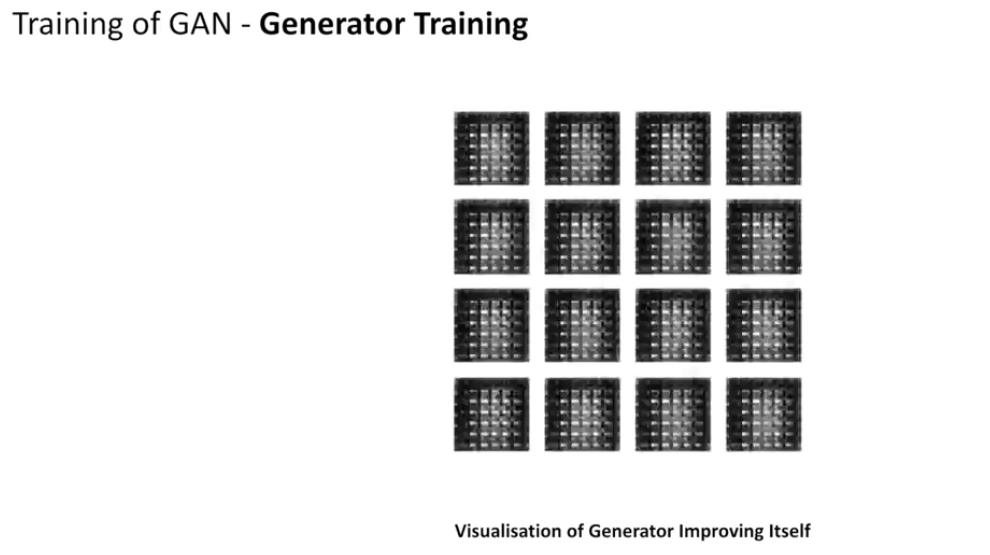 Training of GAN - Generator Training
Visualisation of Generator Improving Itself